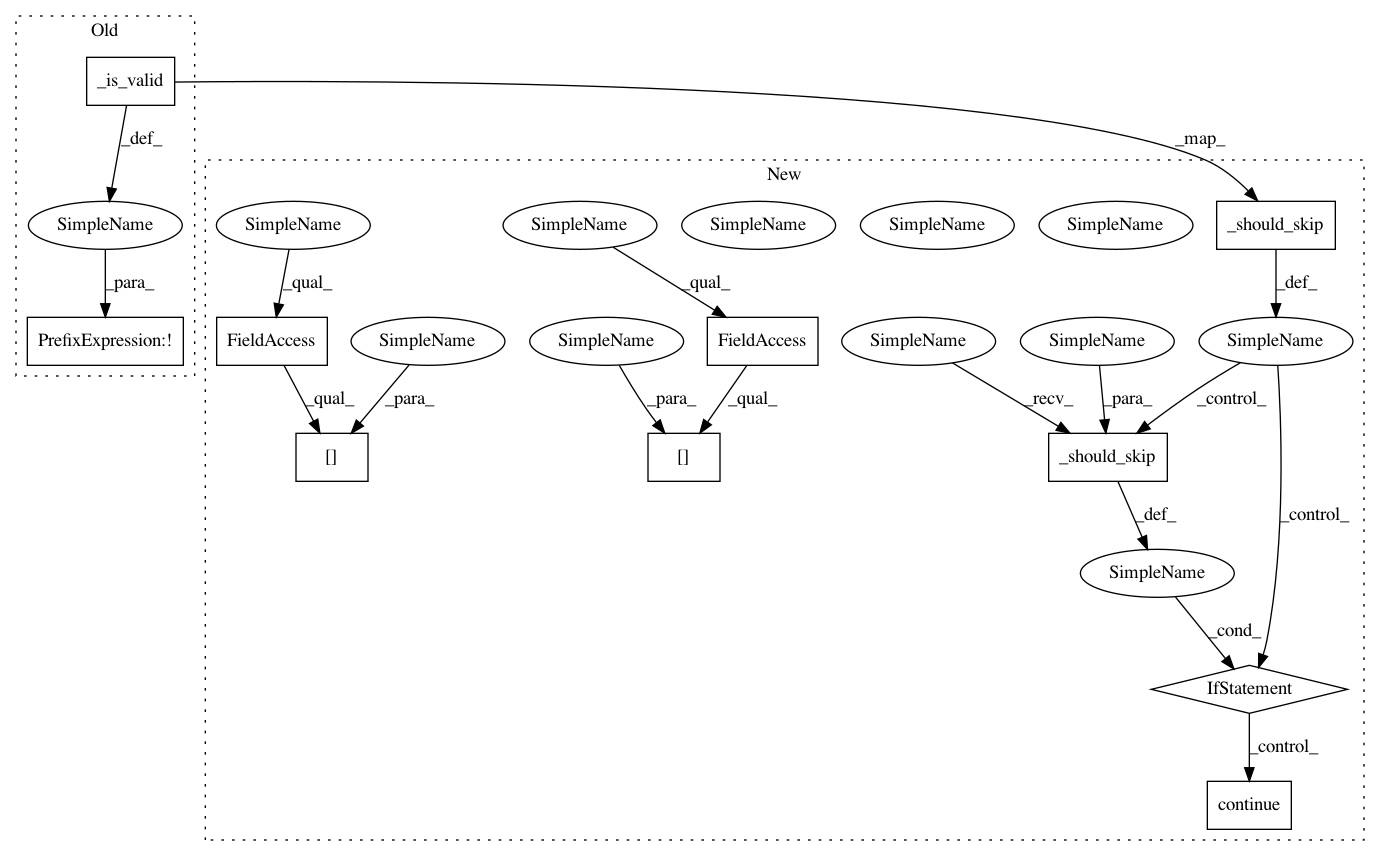 Old
_is_valid
_def_
_map_
New
SimpleName
SimpleName
SimpleName
SimpleName
SimpleName
SimpleName
_should_skip
_para_
_qual_
_qual_
_def_
PrefixExpression:!
FieldAccess
SimpleName
SimpleName
FieldAccess
SimpleName
SimpleName
SimpleName
_qual_
_para_
_para_
_qual_
_recv_
_para_
_control_
[]
[]
_should_skip
_def_
_control_
SimpleName
_cond_
IfStatement
_control_
continue